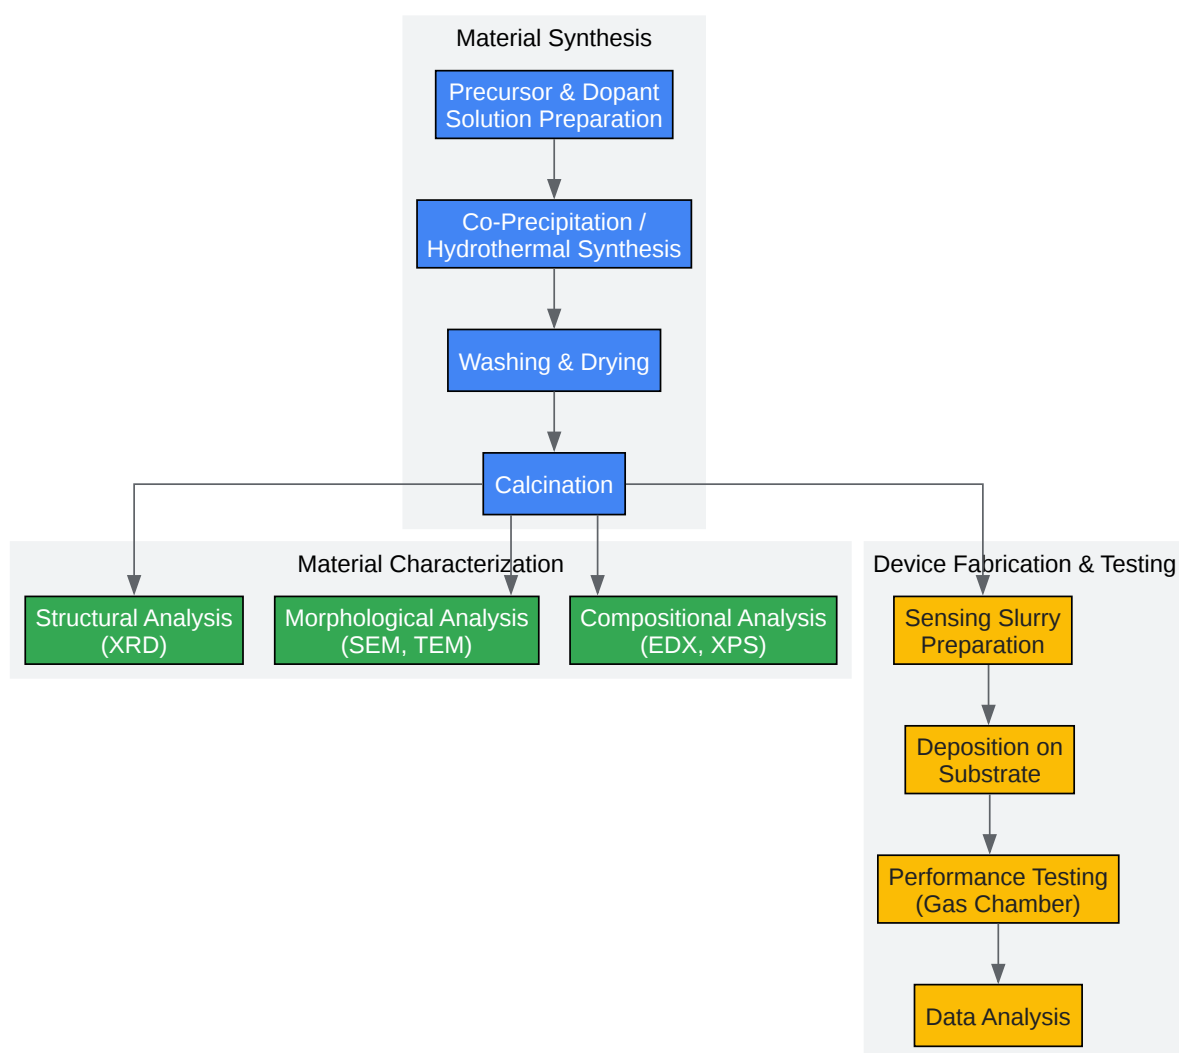 Material Synthesis
Precursor & Dopant
Solution Preparation
Co-Precipitation /
Hydrothermal Synthesis
Washing & Drying
Calcination
Material Characterization
Structural Analysis
(XRD)
Morphological Analysis
(SEM, TEM)
Compositional Analysis
(EDX, XPS)
Device Fabrication & Testing
Sensing Slurry
Preparation
Deposition on
Substrate
Performance Testing
(Gas Chamber)
Data Analysis